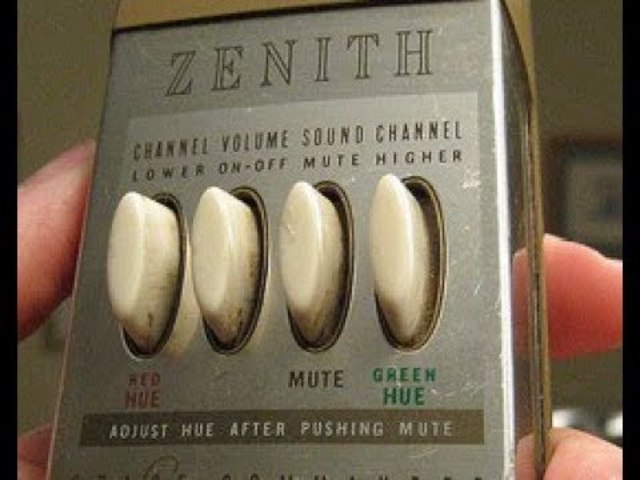 ZENITH
CHANNEL VOLUME SOUND CHANNEL
LOWER ON-OFF MUTE HIGHER
RED MUTE GREEN
HUE HUE
ADJUST HUE AFTER PUSHING MUTE